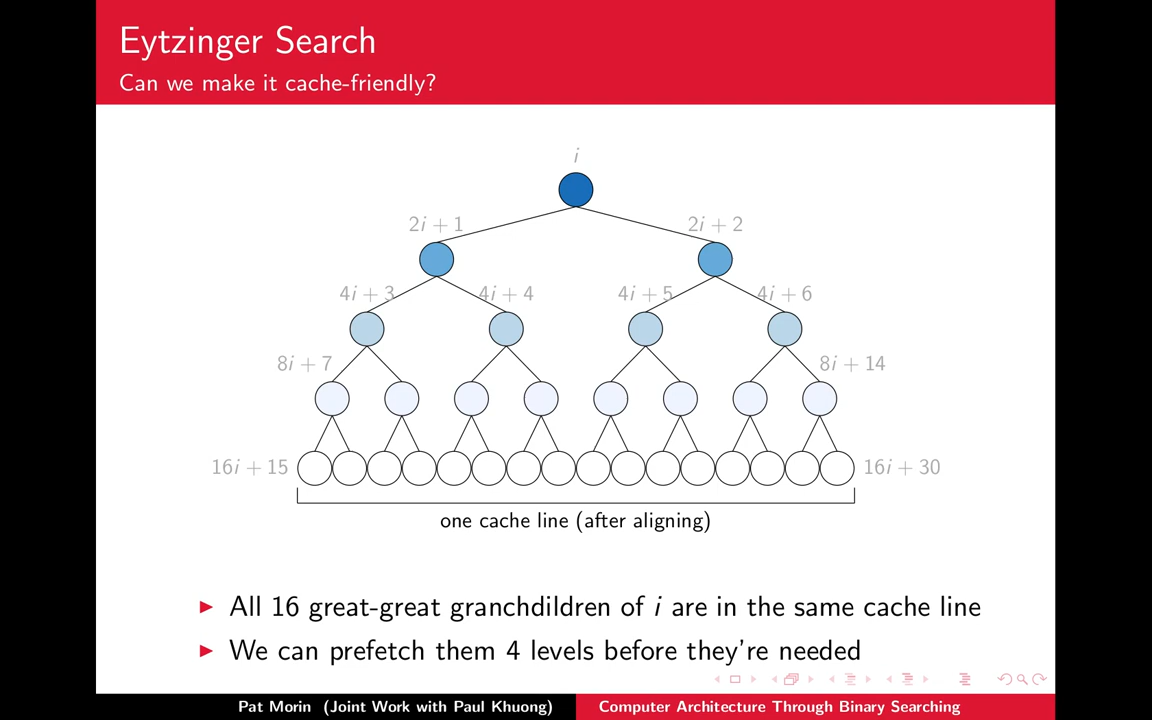 Eytzinger Search
Can we make it cache-friendly?
i
2i + 1 2i + 2
4i + 3 4i + 4 4i + 5 4i + 6
8i + 7 8i + 14
16i + 15 16i + 30
one cache line (after aligning)
▶ All 16 great-great granchdildren of i are in the same cache line
▶ We can prefetch them 4 levels before they're needed
Pat Morin (Joint Work with Paul Khuong) Computer Architecture Through Binary Searching